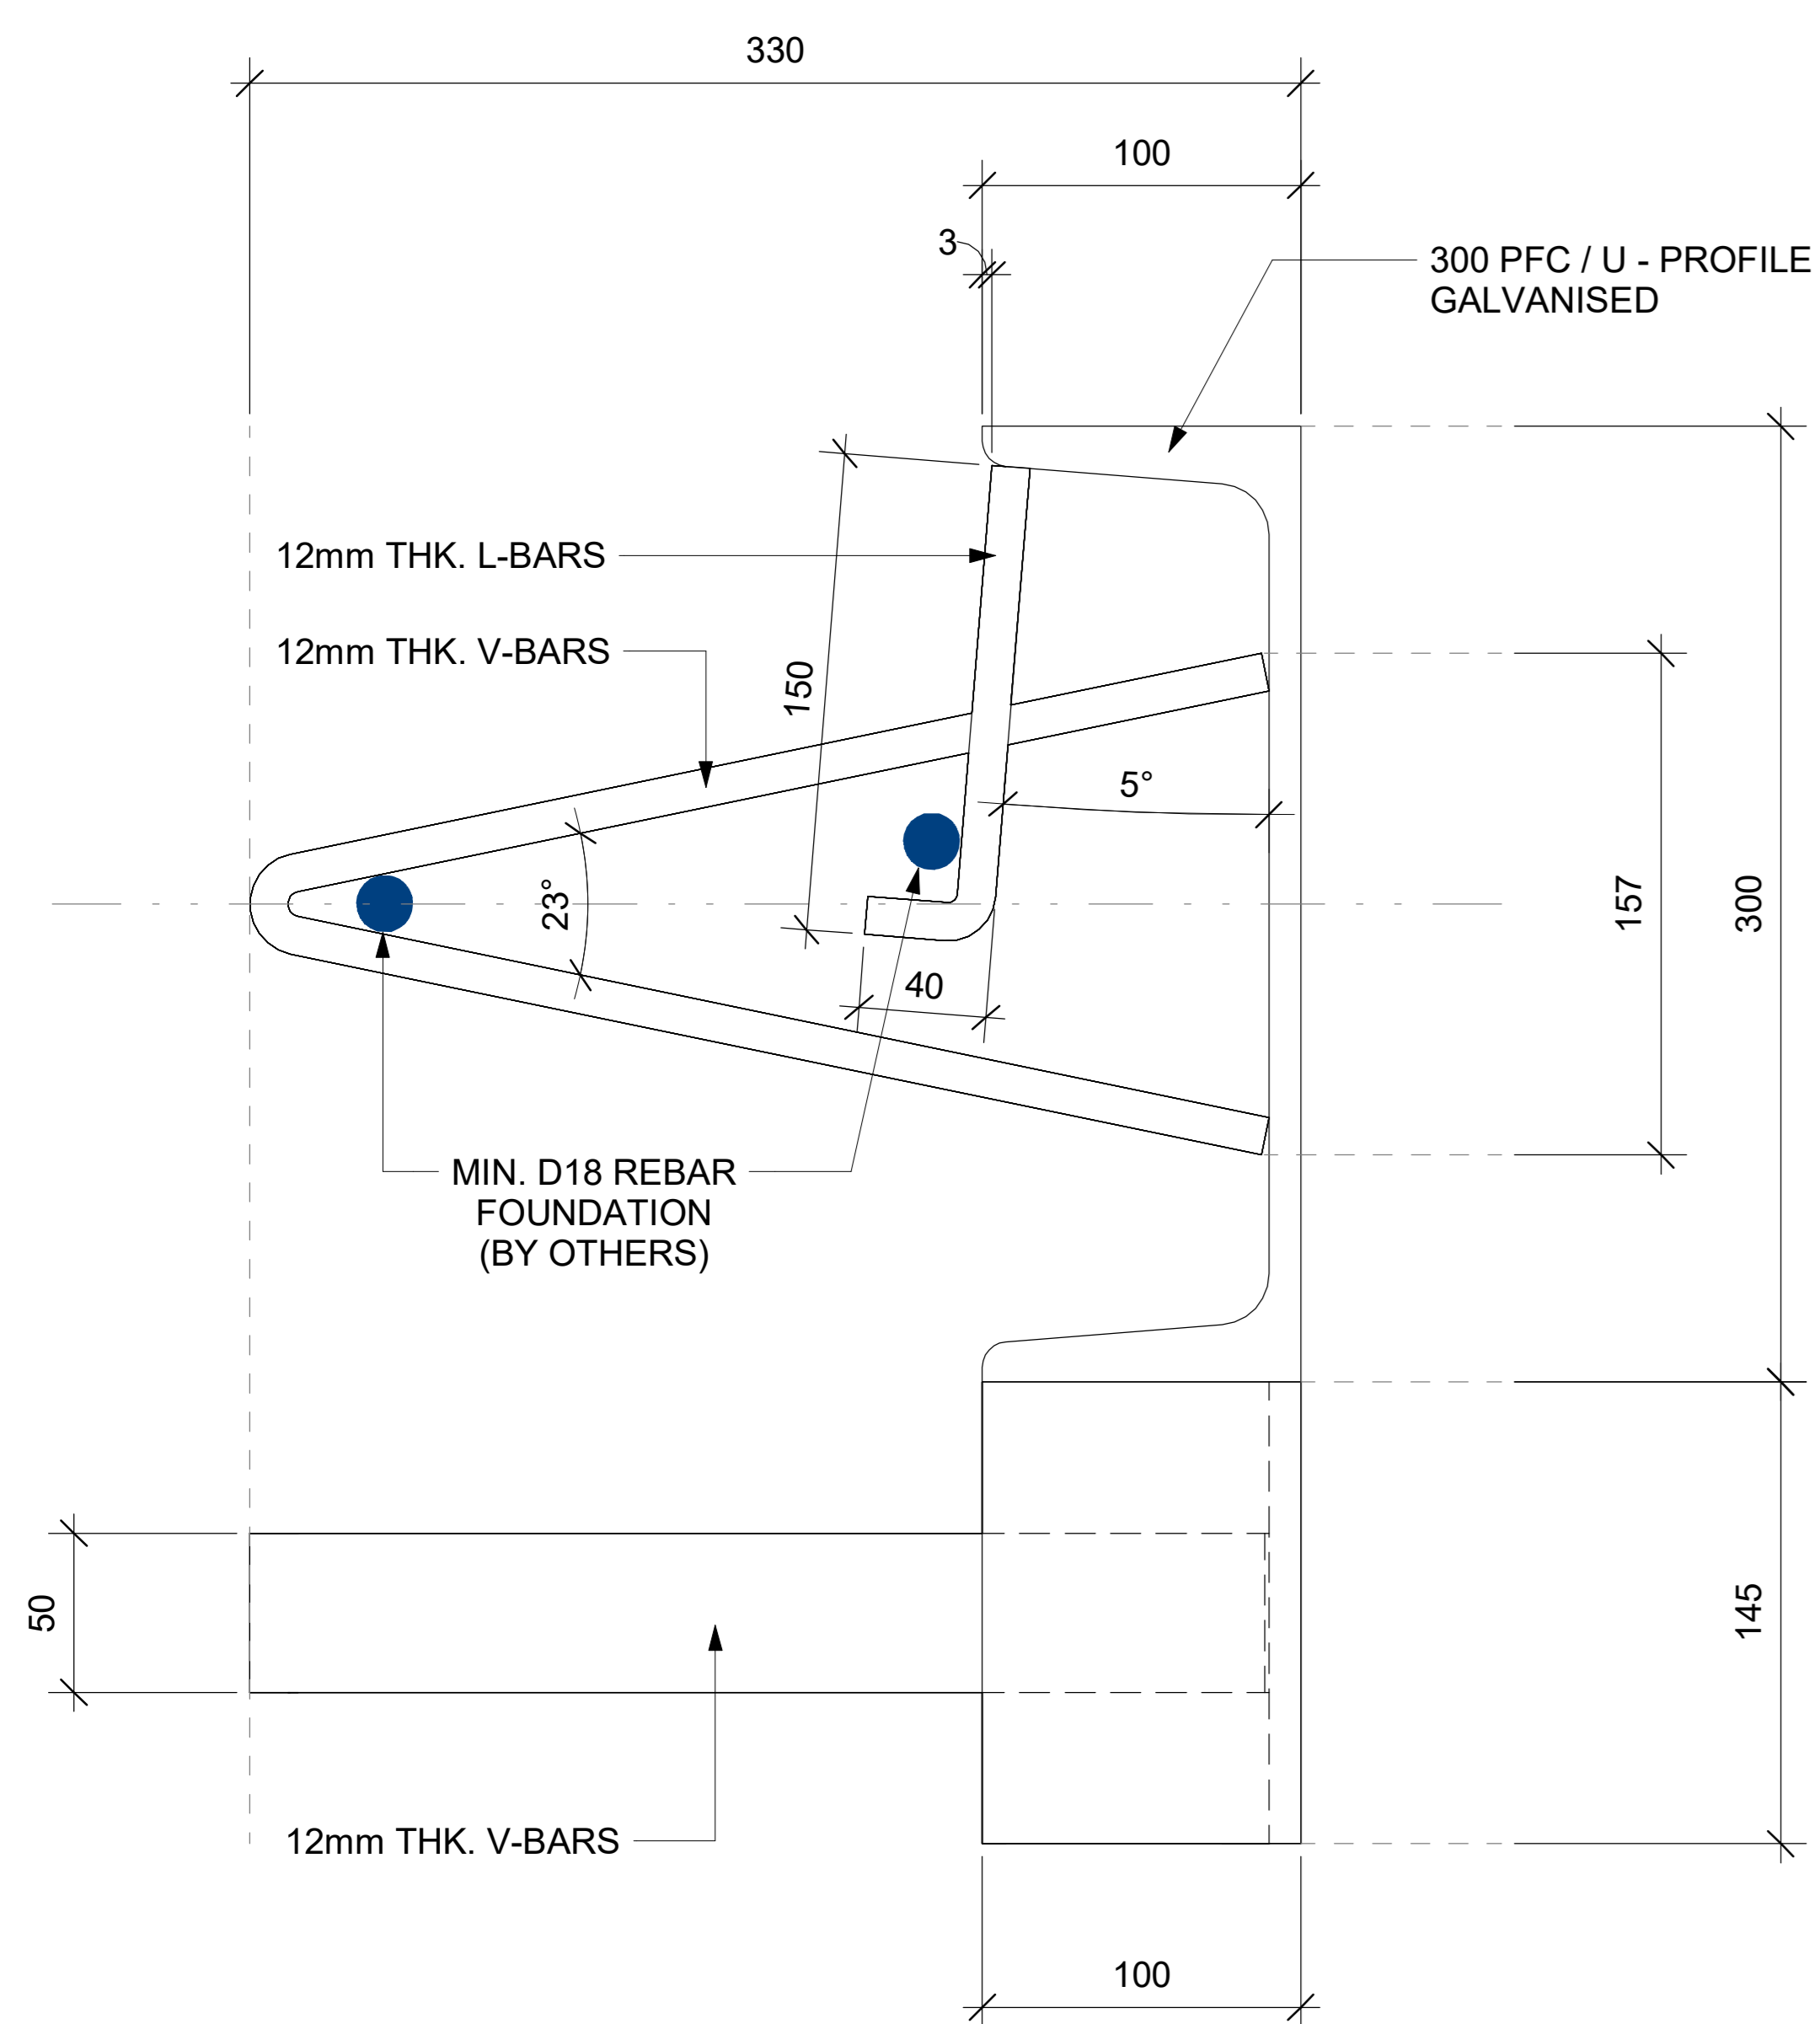 330
100
3
300 PFC / U - PROFILE
GALVANISED
12mm THK. L-BARS
12mm THK. V-BARS
150
5°
23°
157
300
40
MIN. D18 REBAR
FOUNDATION
(BY OTHERS)
50
145
12mm THK. V-BARS
100